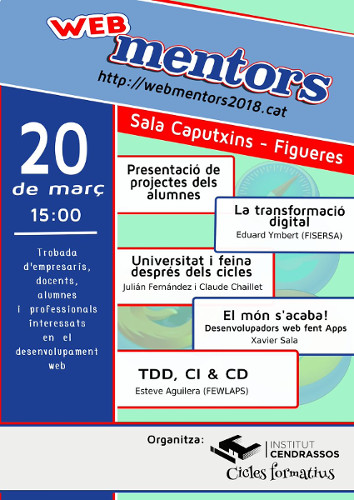 WEB
mentors
http://webmentors2018.cat
Sala Caputxins - Figueres
20
de març
15:00
Trobada
d'empresaris,
docents,
alumnes
i professionals
interessats
en el
desenvolupament
web
Presentació de
projectes dels
alumnes
La transformació
digital
Eduard Ymbert (FISERSA)
Universitat i feina
després dels cicles
Julián Fernández i Claude Chaillet
El món s'acaba!
Desenvolupadors web fent Apps
Xavier Sala
TDD, CI & CD
Esteve Aguilera (FEWLAPS)
Organitza:
INSTITUT
CENDRASSOS
Cicles formatius